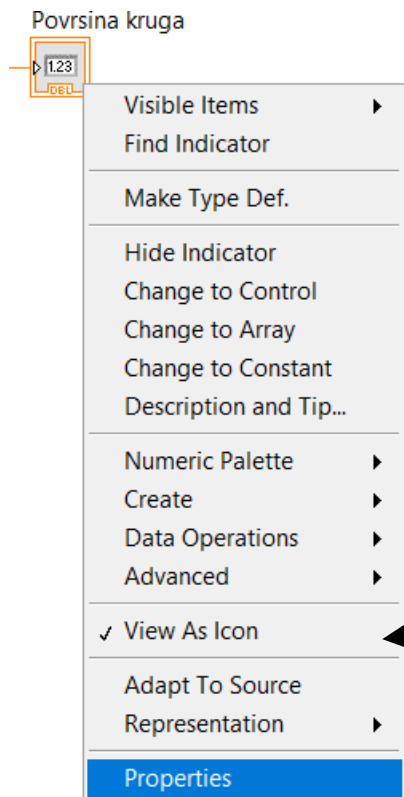 Povrsina kruga
1.23
DBL
Visible Items
Find Indicator
Make Type Def.
Hide Indicator
Change to Control
Change to Array
Change to Constant
Description and Tip...
Numeric Palette
Create
Data Operations
Advanced
View As Icon
Adapt To Source
Representation
Properties